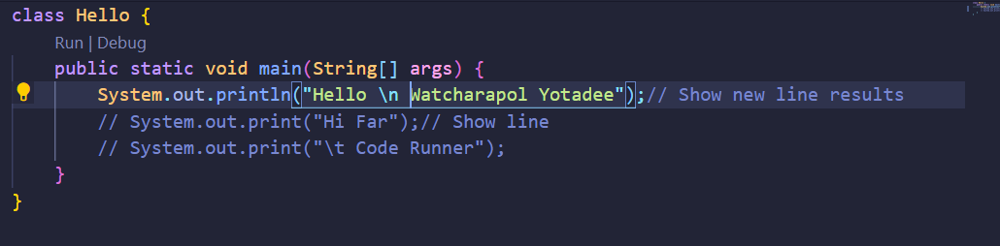 class Hello {
Run | Debug
public static void main(String[] args) {
System.out.println("Hello \n Watcharapol Yotadee");// Show new line results
// System.out.print("Hi Far");// Show line
// System.out.print("\t Code Runner");
}
}